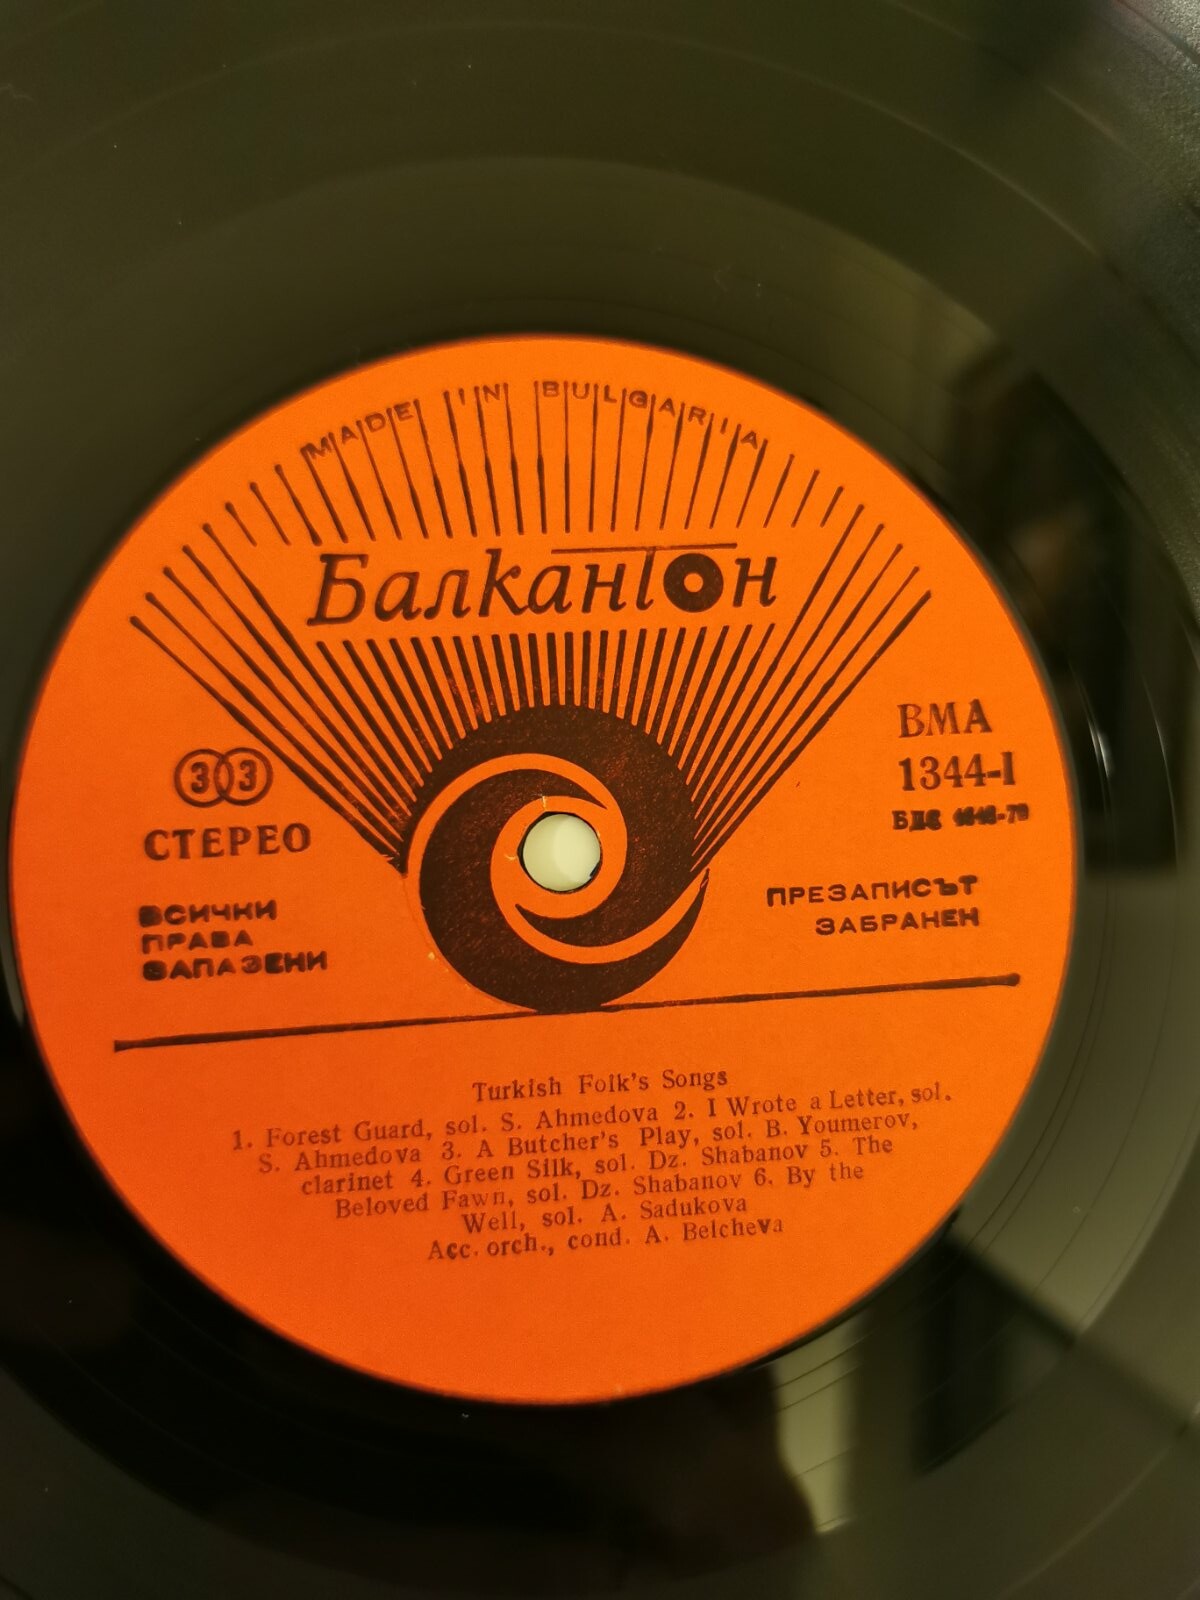 MADE IN BULGARIA
Балкантон
33
СТЕРЕО
ВСИЧКИ
ПРАВА
ЗАПАЗЕНИ
ВМА
1344-I
БДС
ПРЕЗАПИСЪТ
ЗАБРАНЕН
Turkish Folk's Songs
1. Forest Guard, sol. S. Ahmedova 2. I Wrote a Letter, sol.
S. Ahmedova 3. A Butcher's Play, sol. B. Youmerov,
clarinet 4. Green Silk, sol. Dz. Shabanov 5. The
Beloved Fawn, sol. Dz. Shabanov 6. By the
Well, sol. A. Sadukova
Acc. orch., cond. A. Belcheva